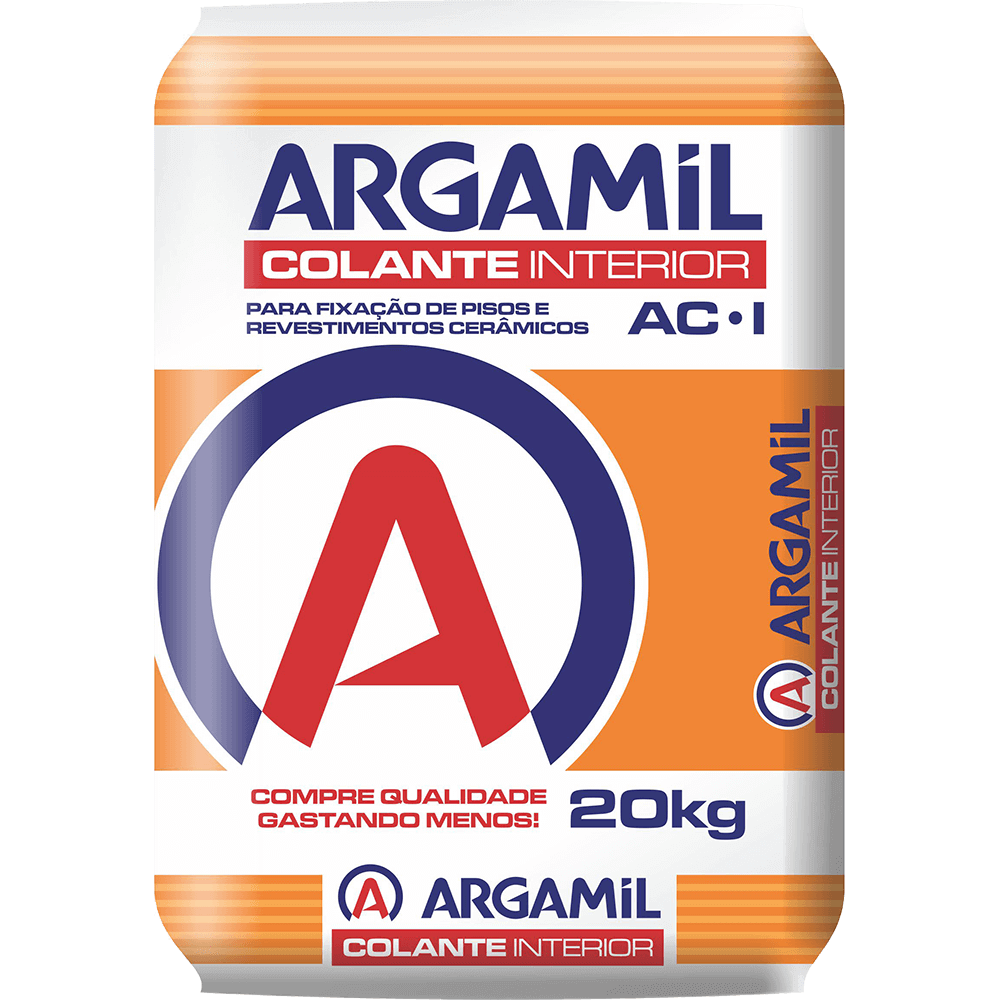 ARGAMiL
COLANTE INTERIOR
PARA FIXAÇÃO DE PISOS E
REVESTIMENTOS CERÂMICOS
AC • I
A
ARGAMiL
COLANTE INTERIOR
COMPRE QUALIDADE
GASTANDO MENOS!
20kg
ARGAMiL
COLANTE INTERIOR